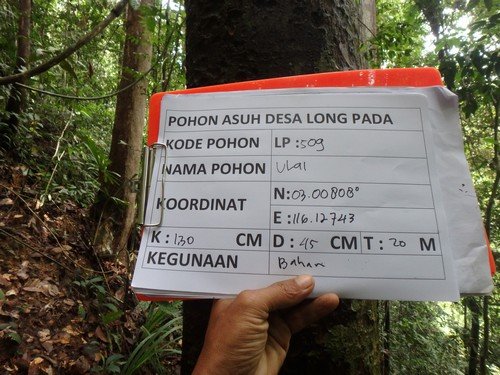 POHON ASUH DESA LONG PADA
KODE POHON LP : 509
NAMA POHON Ulai
KOORDINAT N: 03.00808°
E : 116.12743
K : 130 CM D : 45 CM T : 20 M
KEGUNAAN